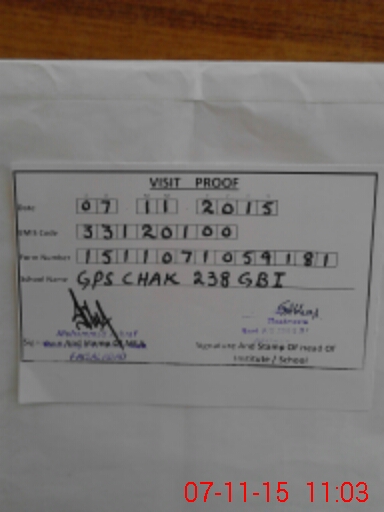 VISIT PROOF
Date 07 11 2015
EMIS Code 33120100
Form Number 1511071059181
School Name GPS CHAK 238 GBI
Signature And Stamp Of Head Of
Institute / School
07-11-15 11:03